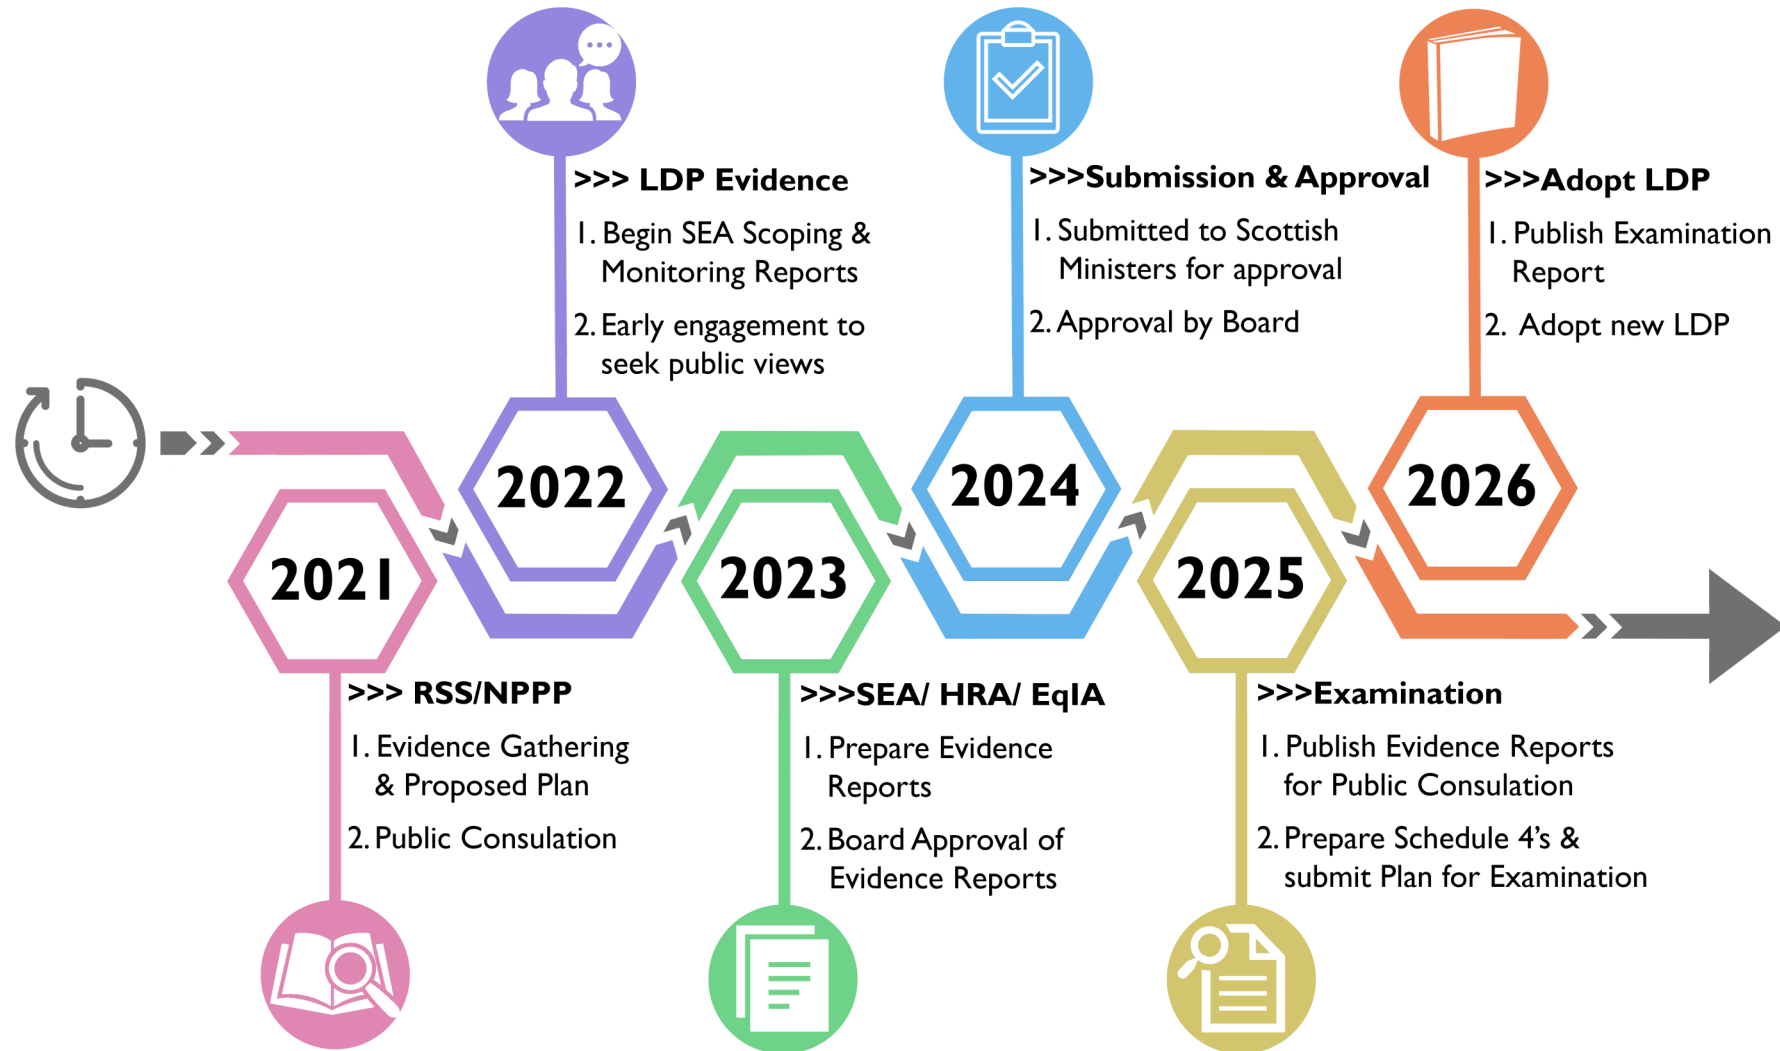 2021
>>> RSS/NPPP
1. Evidence Gathering
& Proposed Plan
2. Public Consulation
2022
>>> LDP Evidence
1. Begin SEA Scoping &
Monitoring Reports
2. Early engagement to
seek public views
2023
>>>SEA/ HRA/ EqIA
1. Prepare Evidence
Reports
2. Board Approval of
Evidence Reports
2024
>>>Submission & Approval
1. Submitted to Scottish
Ministers for approval
2. Approval by Board
2025
>>>Examination
1. Publish Evidence Reports
for Public Consulation
2. Prepare Schedule 4’s &
submit Plan for Examination
2026
>>>Adopt LDP
1. Publish Examination
Report
2. Adopt new LDP